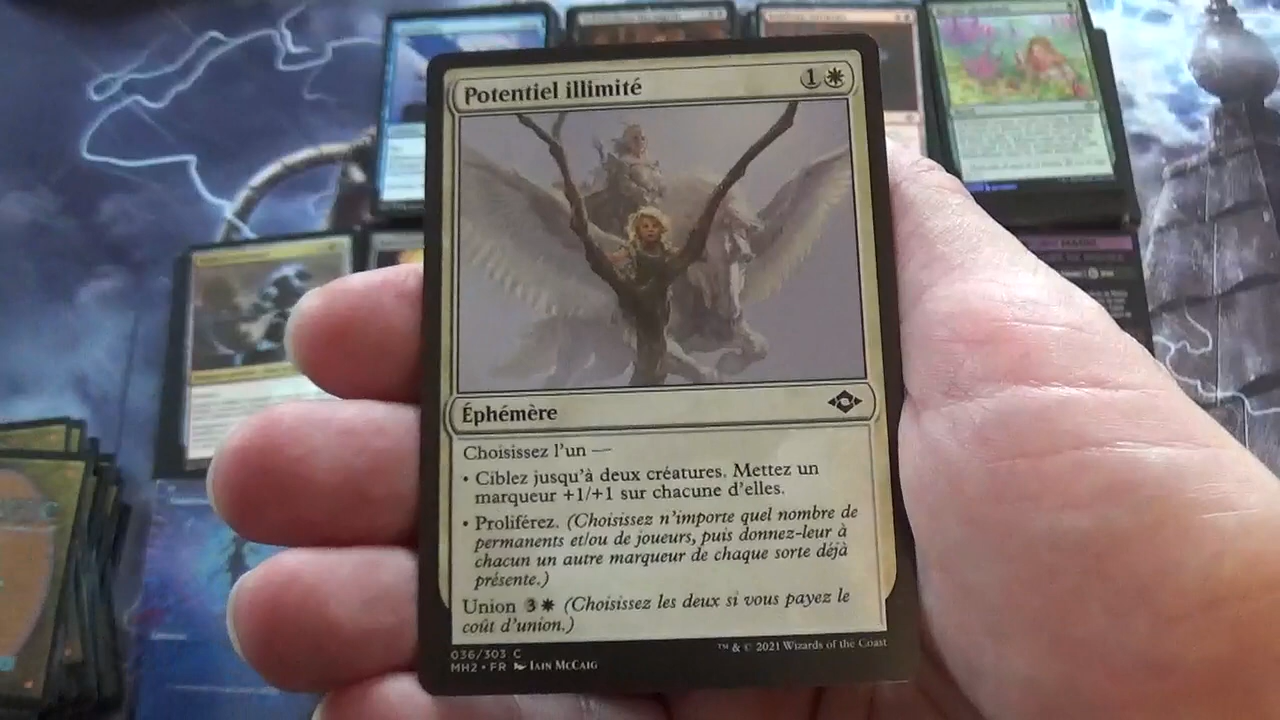 Potentiel illimité
1
Éphémère
Choisissez l'un —
• Ciblez jusqu'à deux créatures. Mettez un
marqueur +1/+1 sur chacune d'elles.
• Proliférez. (Choisissez n'importe quel nombre de
permanents et/ou de joueurs, puis donnez-leur à
chacun un autre marqueur de chaque sorte déjà
présente.)
Union 3 (Choisissez les deux si vous payez le
coût d'union.)
036/303 C
™ & © 2021 Wizards of the Coast
MH2 • FR Iain McCaig